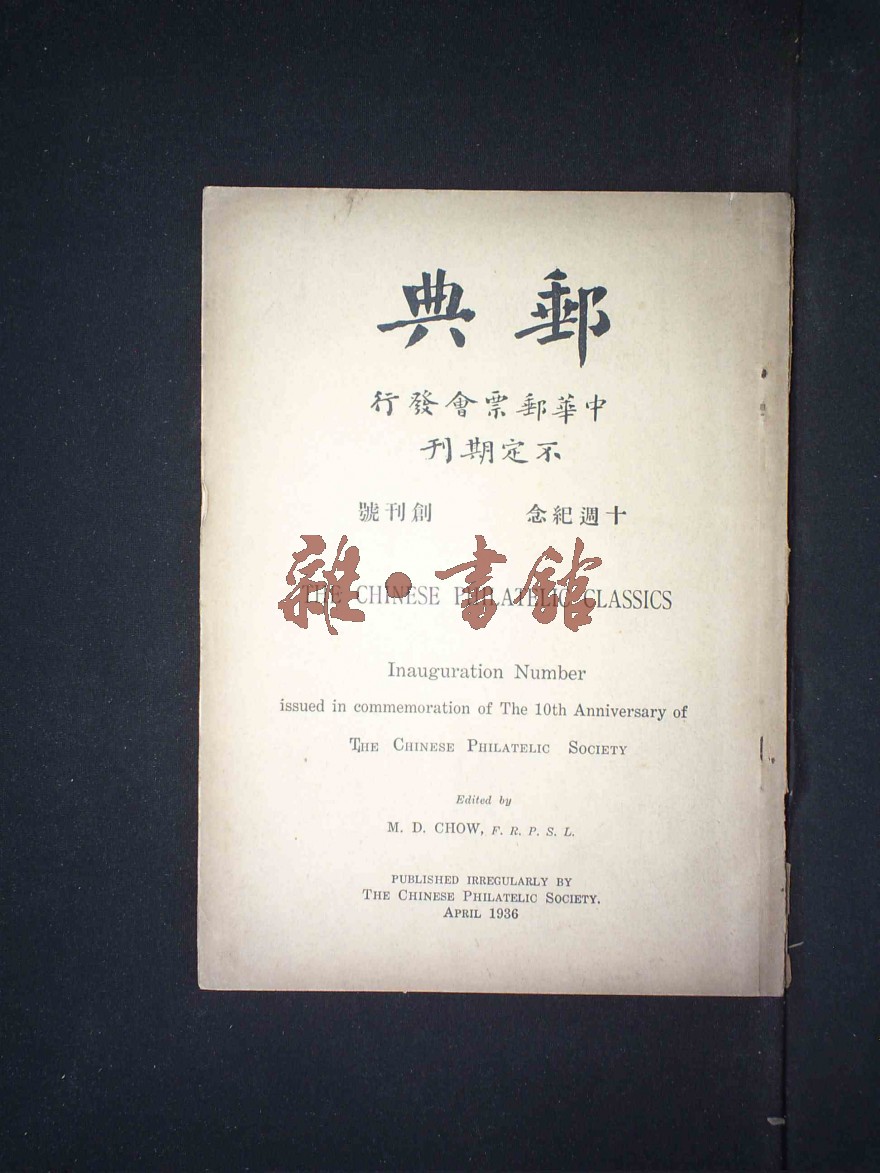 郵典
中華郵票會發行
不定期刊
十週紀念 創刊號
雜·書館
THE CHINESE PHILATELIC CLASSICS
Inauguration Number
issued in commemoration of The 10th Anniversary of
THE CHINESE PHILATELIC SOCIETY
Edited by
M. D. CHOW, F. R. P. S. L.
PUBLISHED IRREGULARLY BY
THE CHINESE PHILATELIC SOCIETY.
APRIL 1936